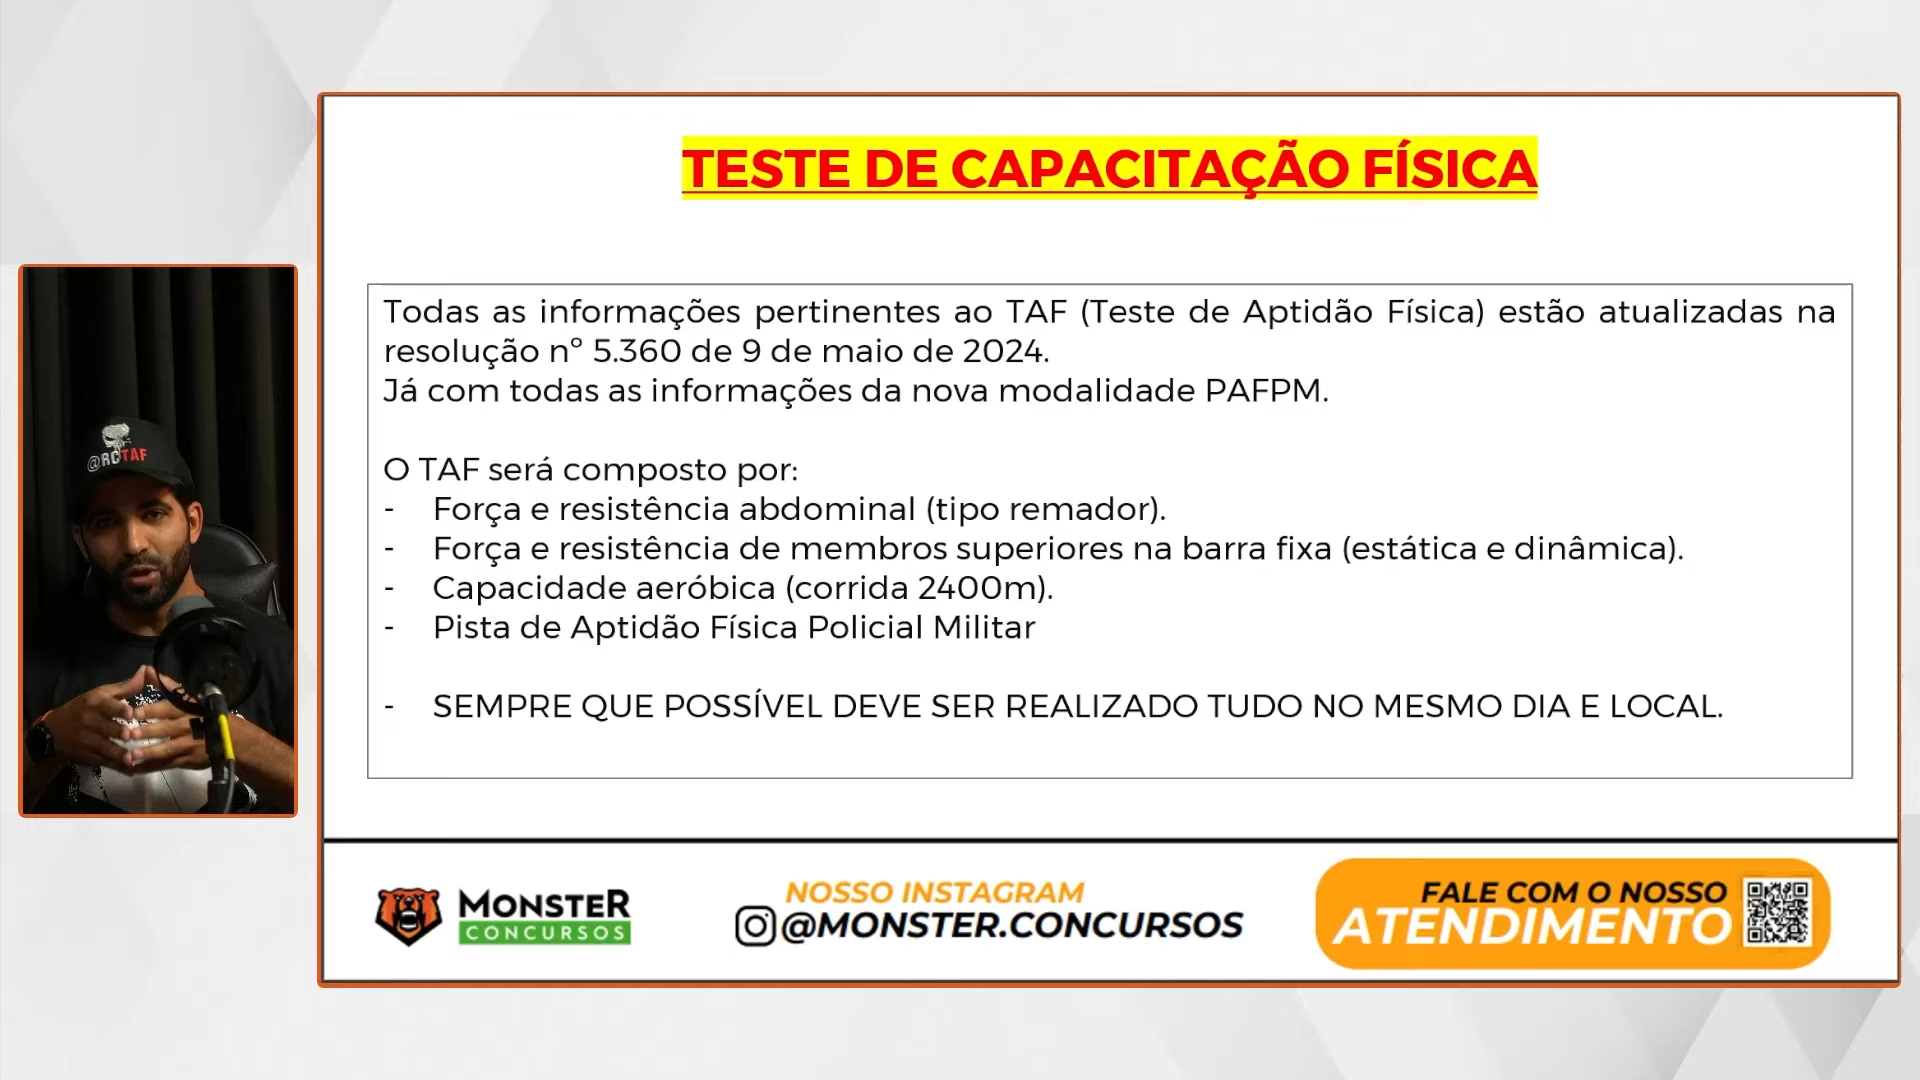 TESTE DE CAPACITAÇÃO FÍSICA
Todas as informações pertinentes ao TAF (Teste de Aptidão Física) estão atualizadas na
resolução nº 5.360 de 9 de maio de 2024.
Já com todas as informações da nova modalidade PAFPM.
O TAF será composto por:
- Força e resistência abdominal (tipo remador).
- Força e resistência de membros superiores na barra fixa (estática e dinâmica).
- Capacidade aeróbica (corrida 2400m).
- Pista de Aptidão Física Policial Militar
- SEMPRE QUE POSSÍVEL DEVE SER REALIZADO TUDO NO MESMO DIA E LOCAL.
@RCTAF
MONSTER
CONCURSOS
NOSSO INSTAGRAM
@MONSTER.CONCURSOS
FALE COM O NOSSO
ATENDIMENTO